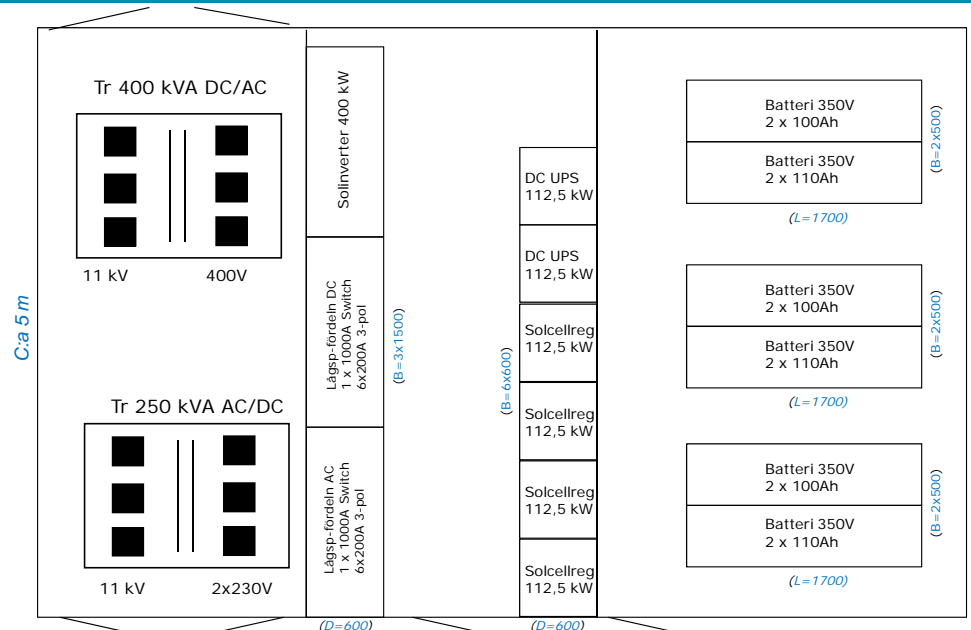 Tr 400 kVA DC/AC
11 kV
400V
C:a 5 m
Tr 250 kVA AC/DC
11 kV
2x230V
Solinverter 400 kW
Lågsp-fördeln DC
1 x 1000A Switch
6x200A 3-pol
(B=3x1500)
Lågsp-fördeln AC
1 x 1000A Switch
6x200A 3-pol
(D=600)
DC UPS
112,5 kW
DC UPS
112,5 kW
Solcellreg
112,5 kW
(B=6x600)
Solcellreg
112,5 kW
Solcellreg
112,5 kW
Solcellreg
112,5 kW
(D=600)
Batteri 350V
2 x 100Ah
Batteri 350V
2 x 110Ah
(B=2x500)
(L=1700)
Batteri 350V
2 x 100Ah
Batteri 350V
2 x 110Ah
(B=2x500)
(L=1700)
Batteri 350V
2 x 100Ah
Batteri 350V
2 x 110Ah
(B=2x500)
(L=1700)